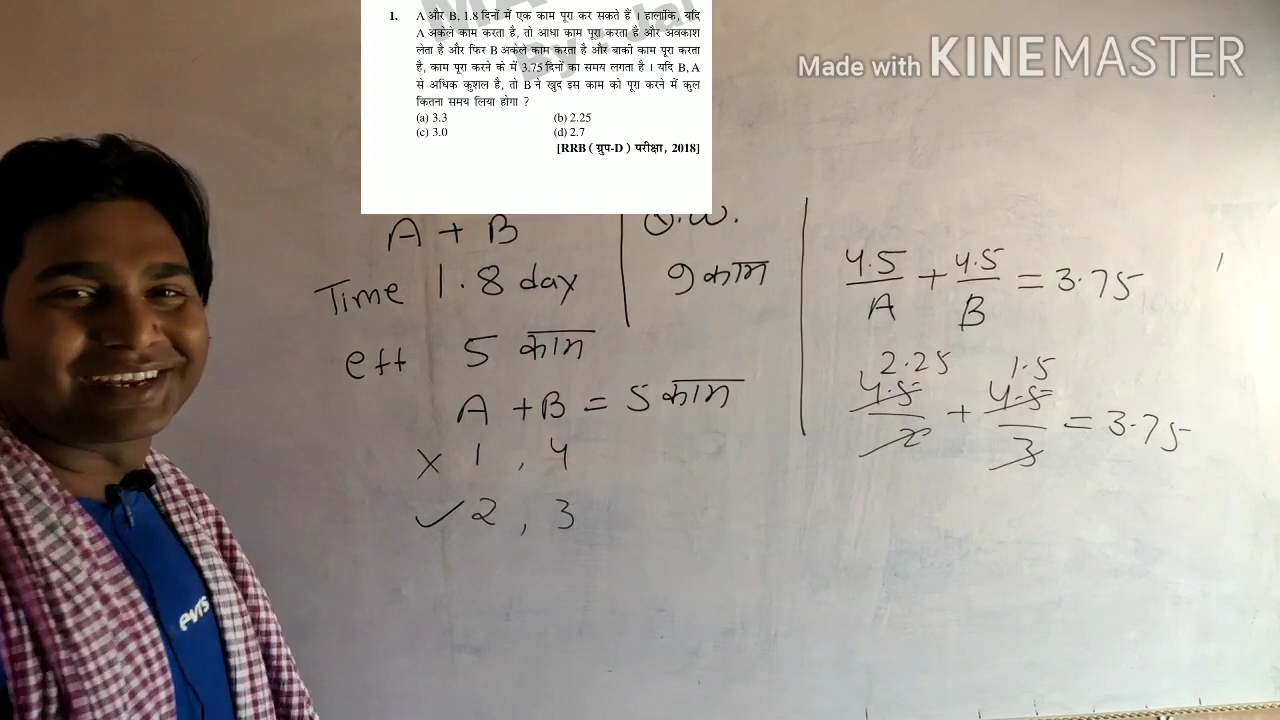 Made with KINEMASTER
1. A और B, 1.8 दिनों में एक काम पूरा कर सकते हैं । हालाँकि, यदि
A अकेले काम करता है, तो आधा काम पूरा करता है और अवकाश
लेता है और फिर B अकेले काम करता है और बाकी काम पूरा करता
है, काम पूरा करने के में 3.75 दिनों का समय लगता है । यदि B, A
से अधिक कुशल है, तो B ने खुद इस काम को पूरा करने में कुल
कितना समय लिया होगा ?
(a) 3.3 (b) 2.25
(c) 3.0 (d) 2.7
[RRB ( ग्रुप-D ) परीक्षा, 2018]
A + B
Time 1.8 day
9 काम
eff 5 काम
A + B = 5 काम
× 1 , 4
✓ 2 , 3
4.5/A + 4.5/B = 3.75
2.25 1.5
4.5/2 + 4.5/3 = 3.75
evrs